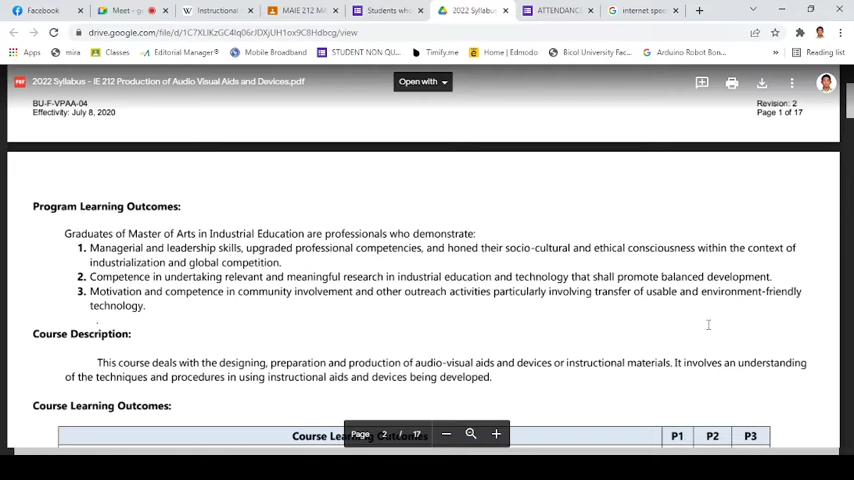 Facebook
Meet - g
Instructional
MAIE 212 M
Students who
2022 Syllabu
ATTENDANC
internet spee
drive.google.com/file/d/1C7XLlKzGC4lq06rJDXjUH1ox9C8Hdbcg/view
Apps
mira
Classes
Editorial Manager
Mobile Broadband
STUDENT NON QU...
Timify.me
Home | Edmodo
Bicol University - G...
Arduino Robot Bon...
Reading list
PDF
2022 Syllabus - IE 212 Production of Audio Visual Aids and Devices.pdf
Open with
BU-F-VPAA-04
Revision: 2
Effectivity: July 8, 2020
Page 1 of 17
Program Learning Outcomes:
Graduates of Master of Arts in Industrial Education are professionals who demonstrate:
1. Managerial and leadership skills, upgraded professional competencies, and honed their socio-cultural and ethical consciousness within the context of
industrialization and global competition.
2. Competence in undertaking relevant and meaningful research in industrial education and technology that shall promote balanced development.
3. Motivation and competence in community involvement and other outreach activities particularly involving transfer of usable and environment-friendly
technology.
Course Description:
This course deals with the designing, preparation and production of audio-visual aids and devices or instructional materials. It involves an understanding
of the techniques and procedures in using instructional aids and devices being developed.
Course Learning Outcomes:
Course Learning Outcomes
P1
P2
P3
Page 2 / 17